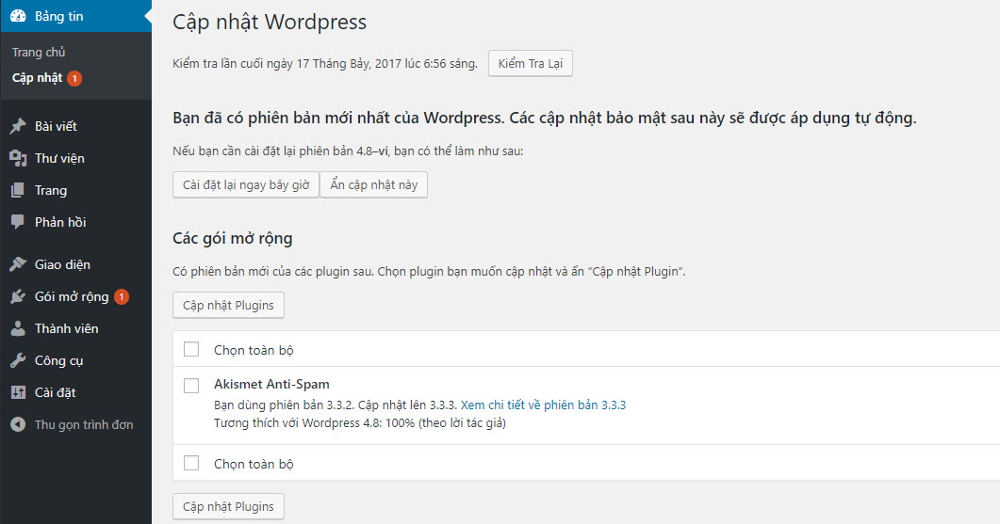 Bảng tin
Trang chủ
Cập nhật 1
Bài viết
Thư viện
Trang
Phản hồi
Giao diện
Gói mở rộng 1
Thành viên
Công cụ
Cài đặt
Thu gọn trình đơn
Cập nhật Wordpress
Kiểm tra lần cuối ngày 17 Tháng Bảy, 2017 lúc 6:56 sáng. Kiểm Tra Lại
Bạn đã có phiên bản mới nhất của Wordpress. Các cập nhật bảo mật sau này sẽ được áp dụng tự động.
Nếu bạn cần cài đặt lại phiên bản 4.8–vi, bạn có thể làm như sau:
Cài đặt lại ngay bây giờ Ẩn cập nhật này
Các gói mở rộng
Có phiên bản mới của các plugin sau. Chọn plugin bạn muốn cập nhật và ấn “Cập nhật Plugin”.
Cập nhật Plugins
Chọn toàn bộ
Akismet Anti-Spam
Bạn dùng phiên bản 3.3.2. Cập nhật lên 3.3.3. Xem chi tiết về phiên bản 3.3.3
Tương thích với Wordpress 4.8: 100% (theo lời tác giả)
Chọn toàn bộ
Cập nhật Plugins